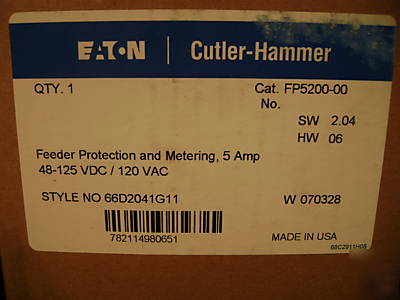 EATON Cutler-Hammer
QTY. 1 Cat. FP5200-00
No.
SW 2.04
HW 06
Feeder Protection and Metering, 5 Amp
48-125 VDC / 120 VAC
STYLE NO 66D2041G11 W 070328
782114980651 MADE IN USA
68C2911H05